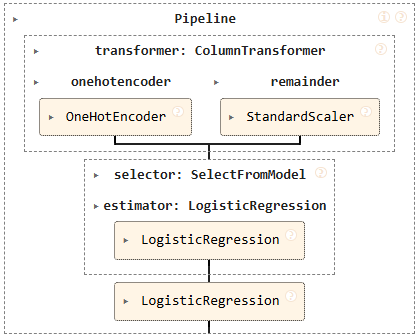 ▸ Pipeline i ?
▸ transformer: ColumnTransformer ?
▸ onehotencoder ▸ remainder
▸ OneHotEncoder ? ▸ StandardScaler ?
▸ selector: SelectFromModel ?
▸ estimator: LogisticRegression
▸ LogisticRegression ?
▸ LogisticRegression ?